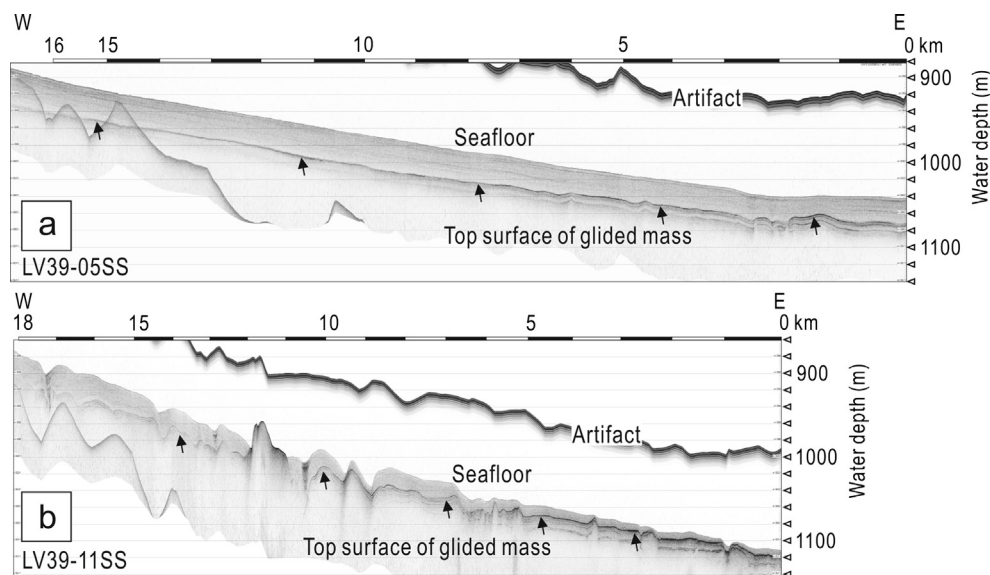 W E
16 15 10 5 0 km
900
Artifact
Seafloor
1000
Water depth (m)
Top surface of glided mass
a
1100
LV39-05SS
W E
18 15 10 5 0 km
900
Water depth (m)
Artifact
1000
Seafloor
b
1100
Top surface of glided mass
LV39-11SS